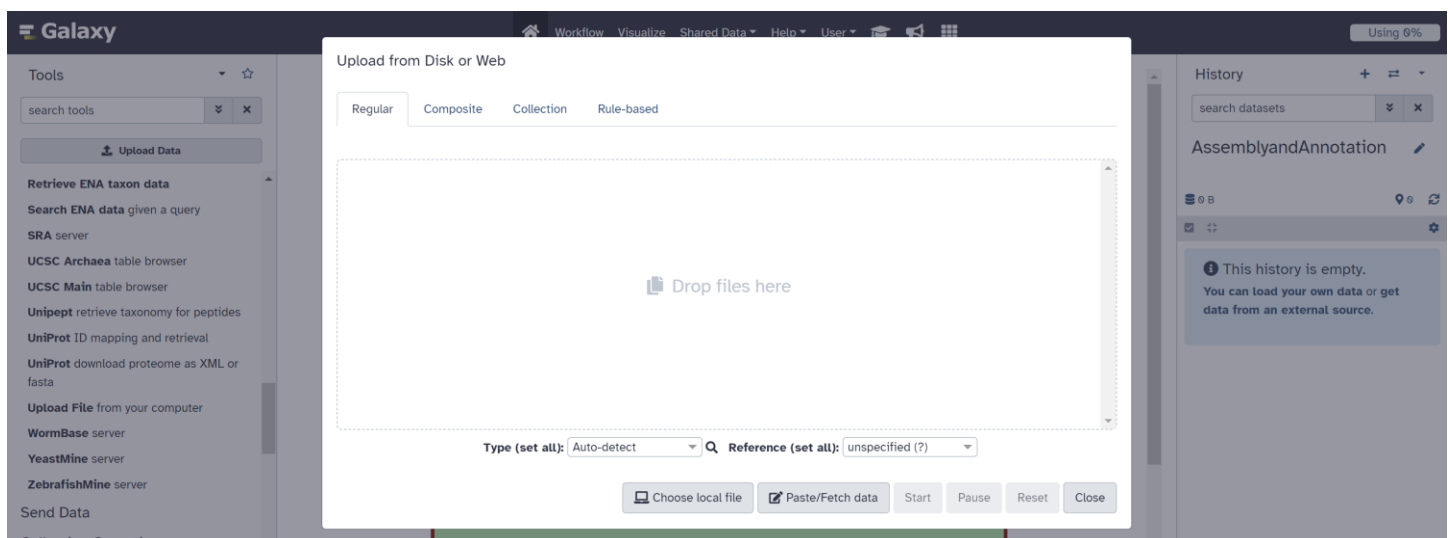 Galaxy
Workflow Visualize Shared Data Help User
Using 0%
Tools
search tools
Upload Data
Retrieve ENA taxon data
Search ENA data given a query
SRA server
UCSC Archaea table browser
UCSC Main table browser
Unipept retrieve taxonomy for peptides
UniProt ID mapping and retrieval
UniProt download proteome as XML or
fasta
Upload File from your computer
WormBase server
YeastMine server
ZebrafishMine server
Send Data
Upload from Disk or Web
Regular Composite Collection Rule-based
Drop files here
Type (set all): Auto-detect Reference (set all): unspecified (?)
Choose local file Paste/Fetch data Start Pause Reset Close
History
search datasets
AssemblyandAnnotation
0 B 0
This history is empty.
You can load your own data or get
data from an external source.